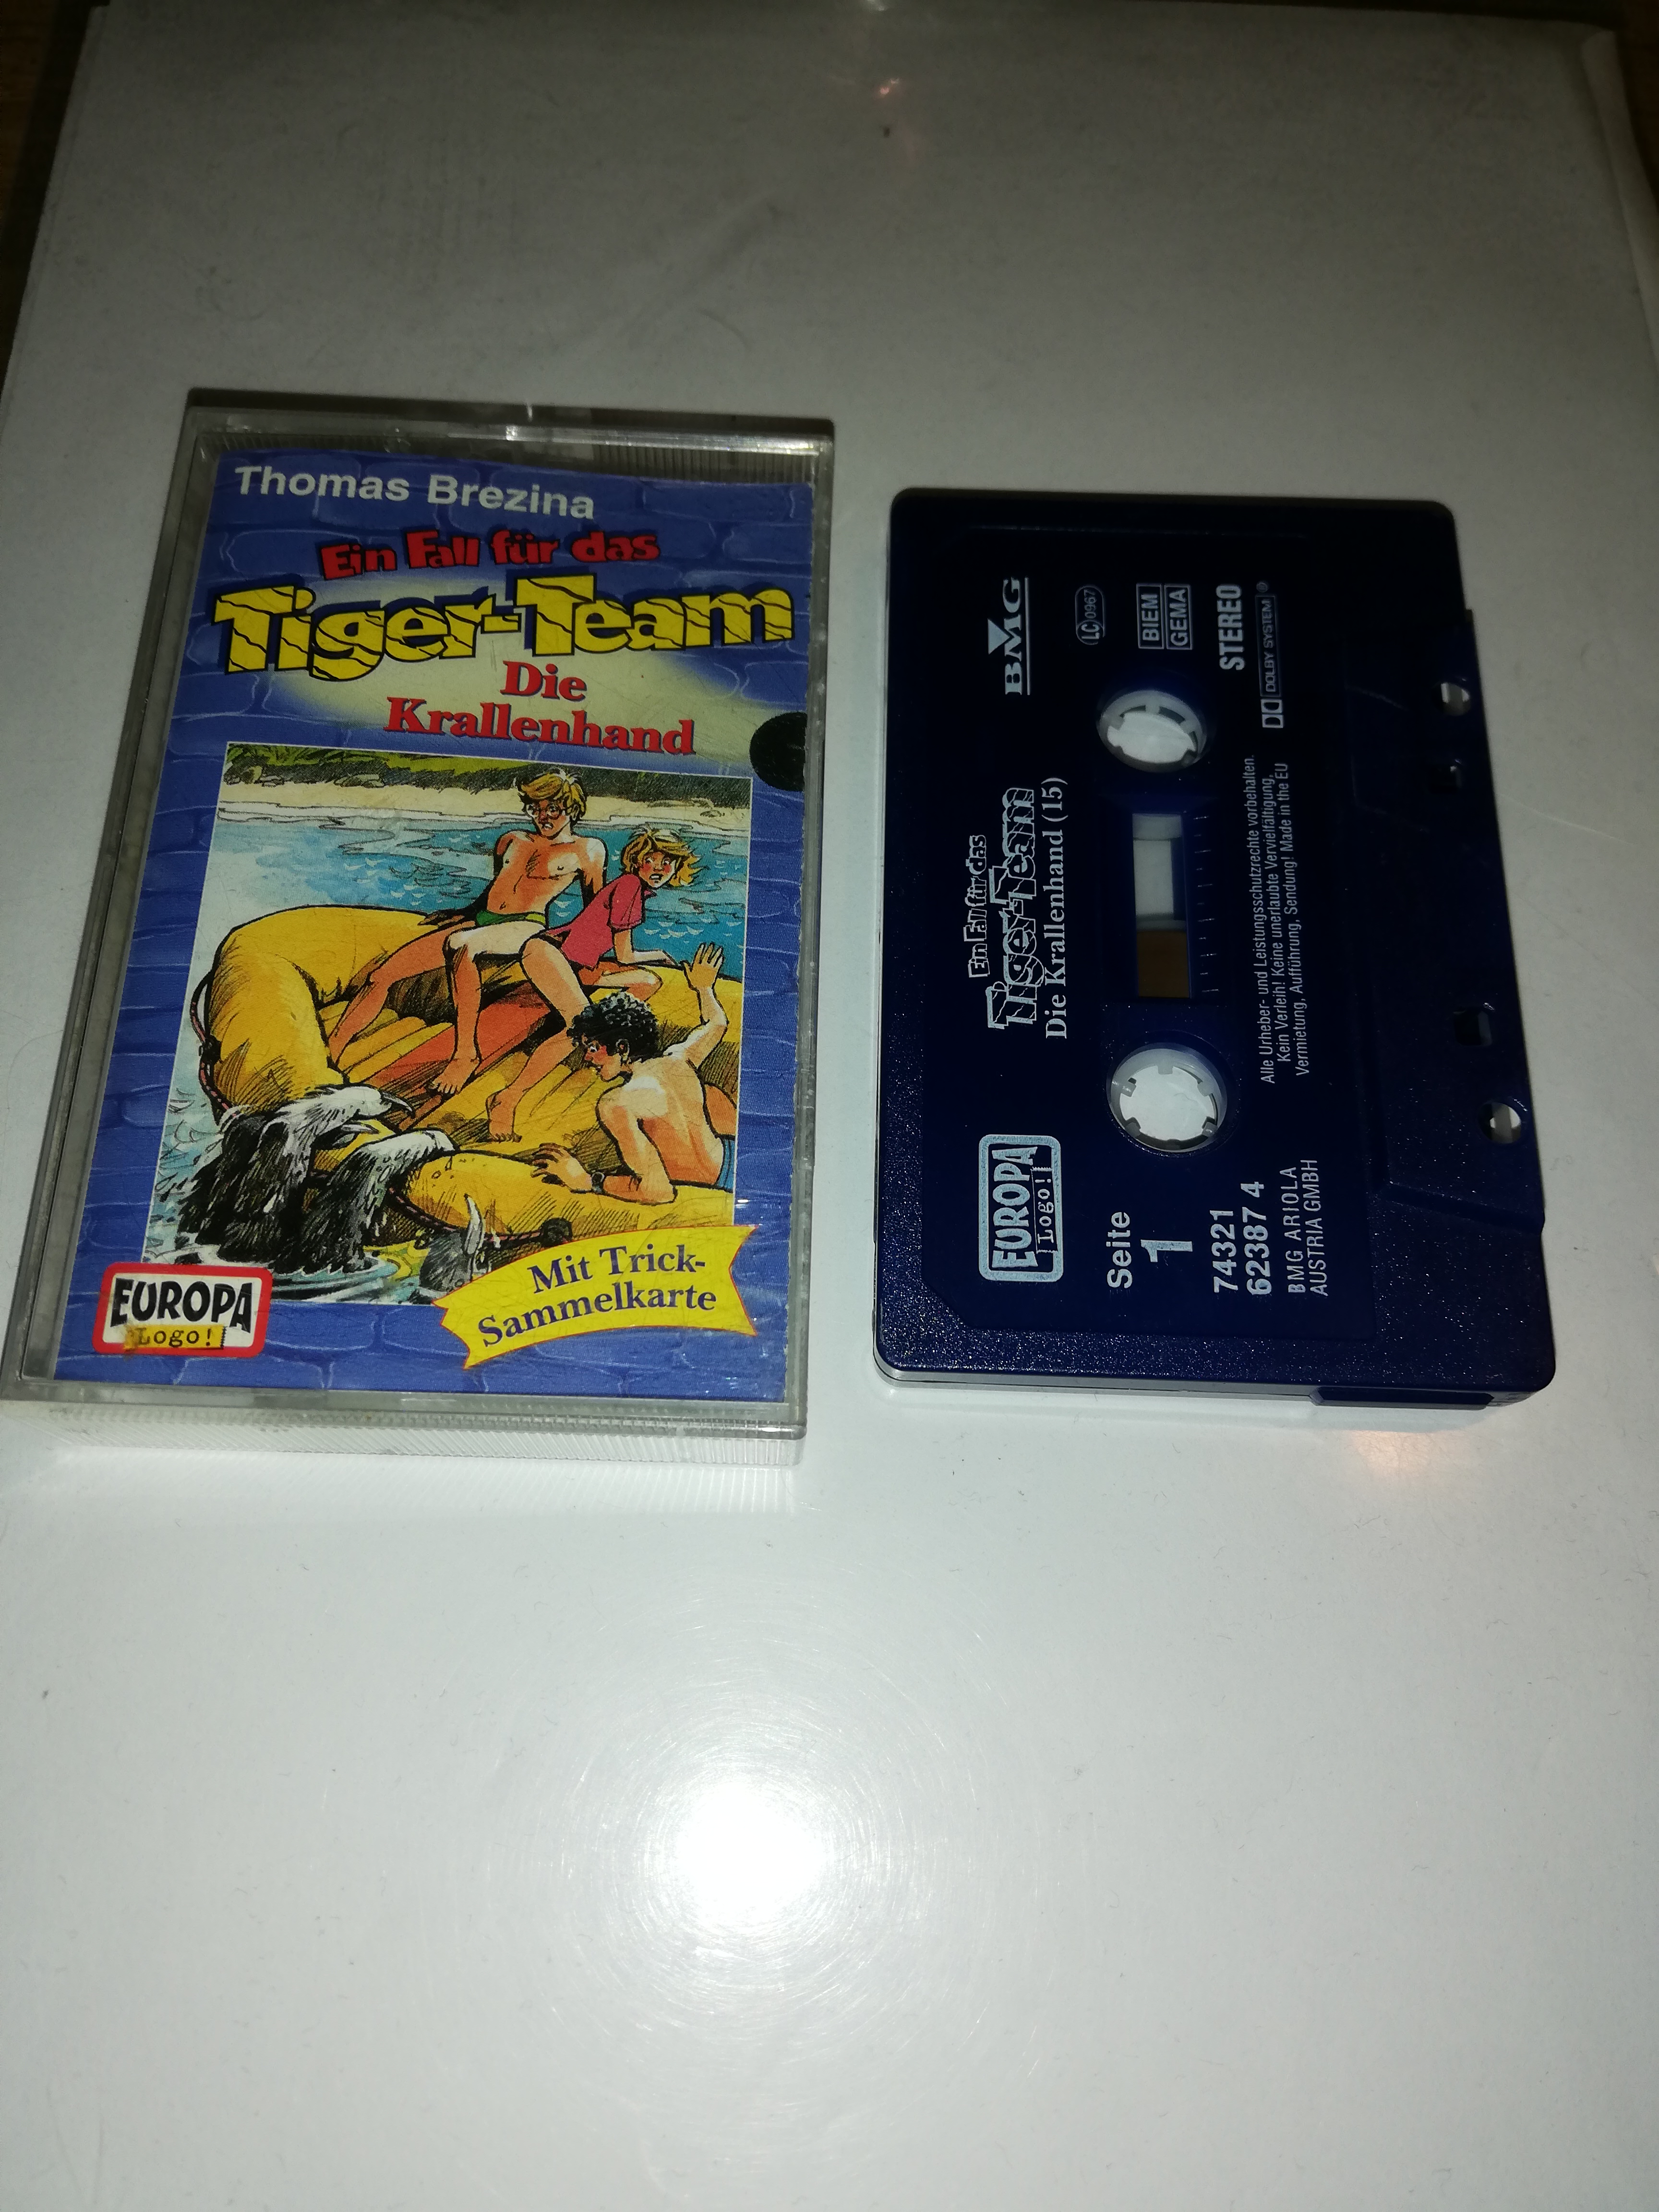 Thomas Brezina
Ein Fall für das
Tiger-Team
Die
Krallenhand
Mit Trick-
Sammelkarte
EUROPA
Logo!
EUROPA
Logo!
Ein Fall für das
Tiger-Team
Die Krallenhand (15)
BMG
LC 0967
BIEM
GEMA
STEREO
DOLBY SYSTEM®
Seite
1
74321
62387 4
BMG ARIOLA
AUSTRIA GMBH
Alle Urheber- und Leistungsschutzrechte vorbehalten.
Kein Verleih! Keine unerlaubte Vervielfältigung,
Vermietung, Aufführung, Sendung! Made in the EU